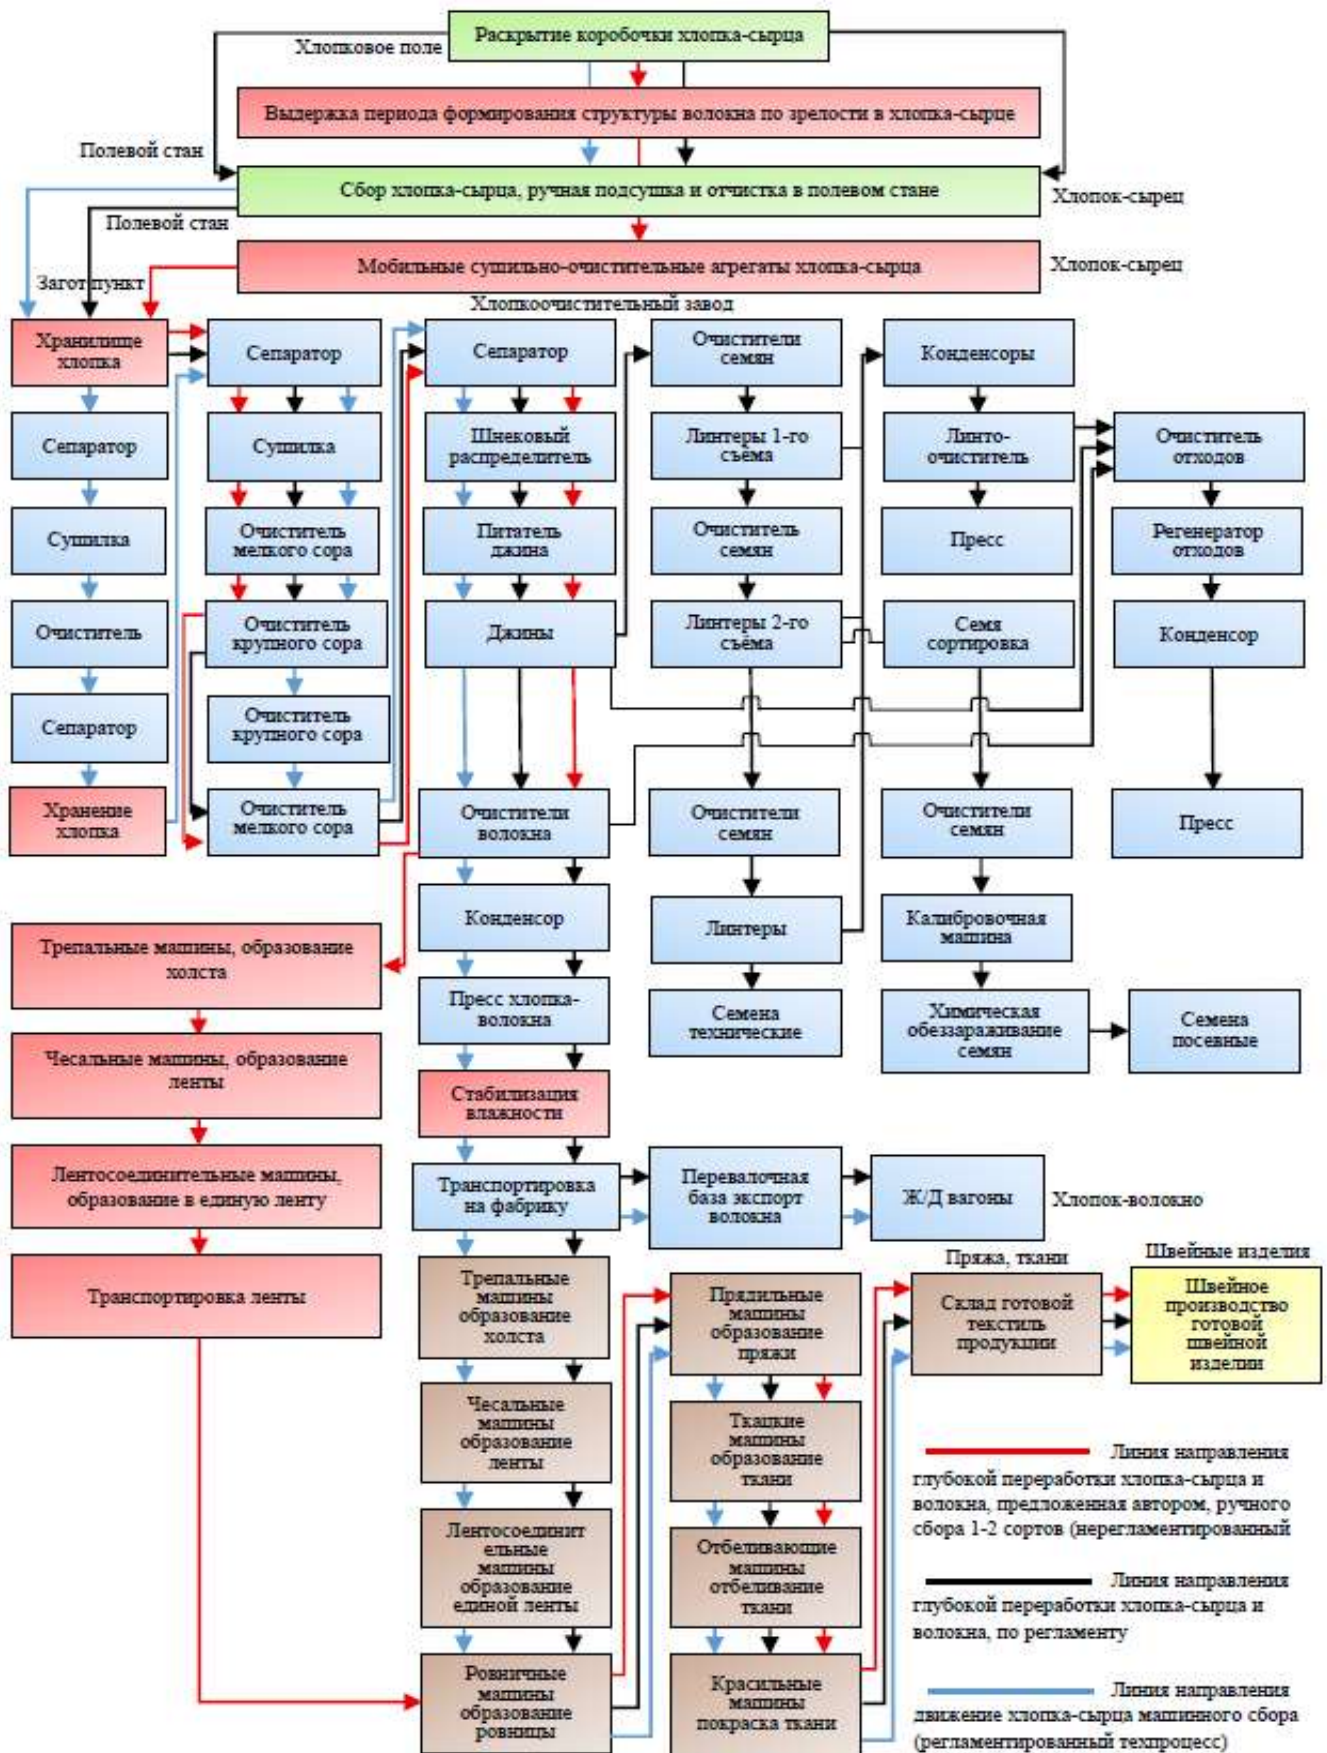 Раскрытие коробочки хлопка-сырца
Хлопковое поле
Выдержка периода формирования структуры волокна по зрелости в хлопка-сырце
Полевой стан
Сбор хлопка-сырца, ручная подсушка и отчистка в полевом стане
Хлопок-сырец
Полевой стан
Мобильные сушильно-очистительные агрегаты хлопка-сырца
Хлопок-сырец
Загот пункт
Хлопкоочистительный завод
Хранилище
хлопка
Сепаратор
Сепаратор
Очистители
семян
Конденсоры
Сепаратор
Сушилка
Шнековый
распределитель
Линтеры 1-го
съёма
Линто-
очиститель
Очиститель
отходов
Сушилка
Очиститель
мелкого сора
Питатель
джина
Очиститель
семян
Пресс
Регенератор
отходов
Очиститель
Очиститель
крупного сора
Джины
Линтеры 2-го
съёма
Семя
сортировка
Конденсор
Сепаратор
Очиститель
крупного сора
Хранение
хлопка
Очиститель
мелкого сора
Очистители
волокна
Очистители
семян
Очистители
семян
Пресс
Трепальные машины, образование
холста
Конденсор
Линтеры
Калибровочная
машина
Пресс хлопка-
волокна
Семена
технические
Химическая
обеззараживание
семян
Семена
посевные
Чесальные машины, образование
ленты
Стабилизация
влажности
Лентосоединительные машины,
образование в единую ленту
Транспортировка
на фабрику
Перевалочная
база экспорт
волокна
Ж/Д вагоны
Хлопок-волокно
Транспортировка ленты
Трепальные
машины
образование
холста
Прядильные
машины
образование
пряжи
Пряжа, ткани
Склад готовой
текстиль
продукции
Швейные изделия
Швейное
производство
готовой
швейной
изделии
Чесальные
машины
образование
ленты
Ткацкие
машины
образование
ткани
Лентосоединит
ельные
машины
образование
единой ленты
Отбеливающие
машины
отбеливание
ткани
Ровничные
машины
образование
ровницы
Красильные
машины
покраска ткани
Линия направления
глубокой переработки хлопка-сырца и
волокна, предложенная автором, ручного
сбора 1-2 сортов (нерегламентированный
Линия направления
глубокой переработки хлопка-сырца и
волокна, по регламенту
Линия направления
движение хлопка-сырца машинного сбора
(регламентированный техпроцесс)